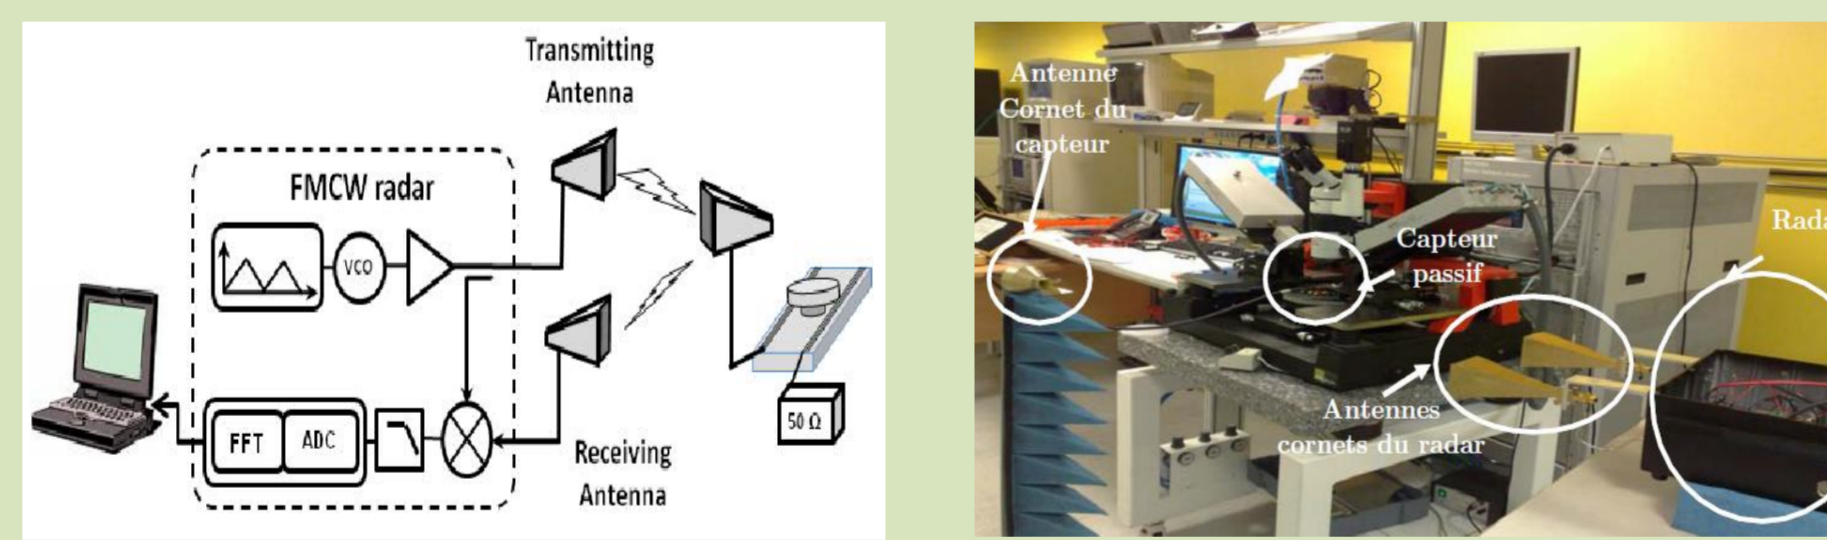 Transmitting
Antenna
FMCW radar
VCO
FFT
ADC
50 Ω
Receiving
Antenna
Antenne
Cornet du
capteur
Capteur
passif
Rada
Antennes
cornets du radar